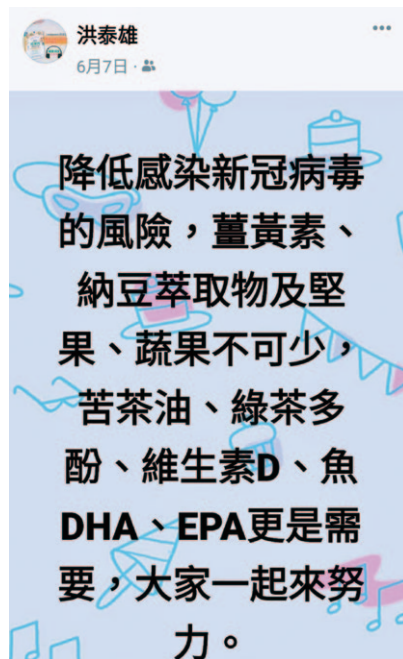 洪泰雄
6月7日
降低感染新冠病毒
的風險，薑黃素、
納豆萃取物及堅
果、蔬果不可少，
苦茶油、綠茶多
酚、維生素D、魚
DHA、EPA更是需
要，大家一起來努
力。